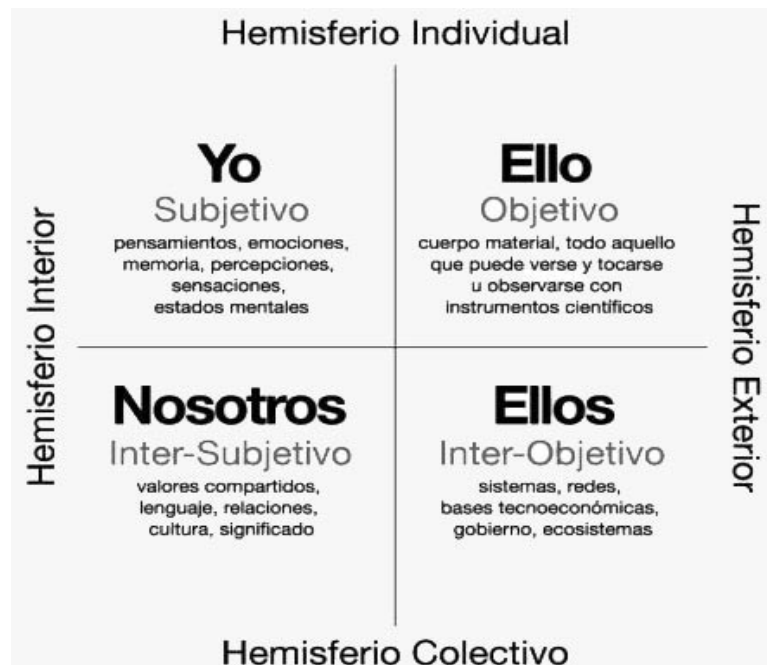 Hemisferio Individual
Hemisferio Interior
Yo
Subjetivo
pensamientos, emociones,
memoria, percepciones,
sensaciones,
estados mentales
Ello
Objetivo
cuerpo material, todo aquello
que puede verse y tocarse
u observarse con
instrumentos científicos
Hemisferio Exterior
Nosotros
Inter-Subjetivo
valores compartidos,
lenguaje, relaciones,
cultura, significado
Ellos
Inter-Objetivo
sistemas, redes,
bases tecnoeconómicas,
gobierno, ecosistemas
Hemisferio Colectivo